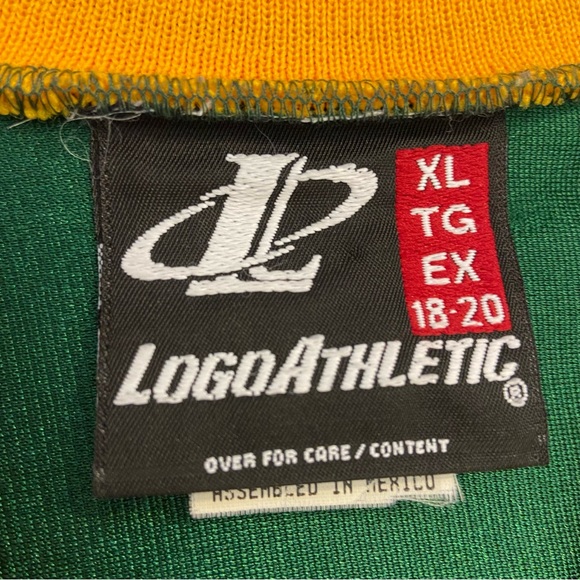 XL
TG
EX
18-20
LOGOATHLETIC®
OVER FOR CARE/CONTENT
ASSEMBLED IN MEXICO